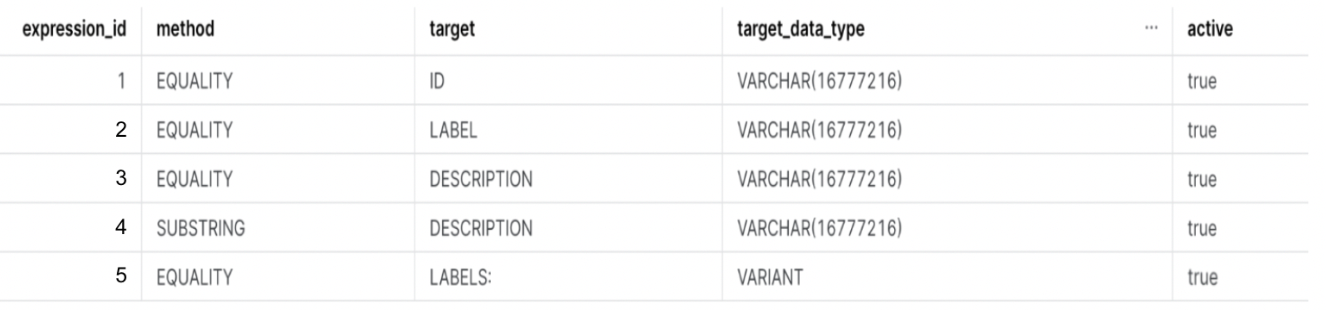 expression_id method target target_data_type ... active
1 EQUALITY ID VARCHAR(16777216) true
2 EQUALITY LABEL VARCHAR(16777216) true
3 EQUALITY DESCRIPTION VARCHAR(16777216) true
4 SUBSTRING DESCRIPTION VARCHAR(16777216) true
5 EQUALITY LABELS: VARIANT true